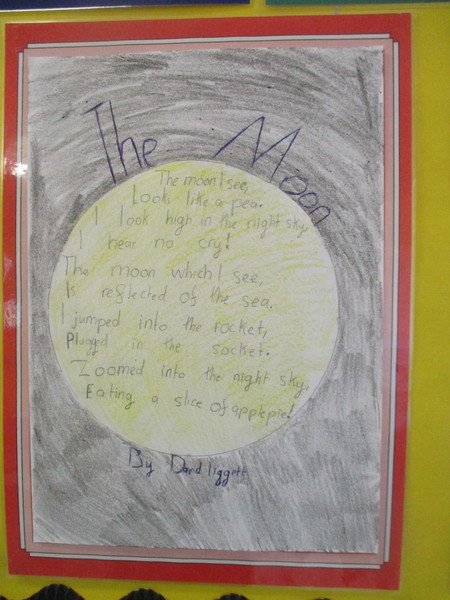 The Moon
The moon I see,
Looks like a pea.
I look high in the night sky,
I hear no cry!
The moon which I see,
Is reflected of the sea.
I jumped into the rocket,
Plugged in the socket.
Zoomed into the night sky,
Eating a slice of applepie!
By David liggett